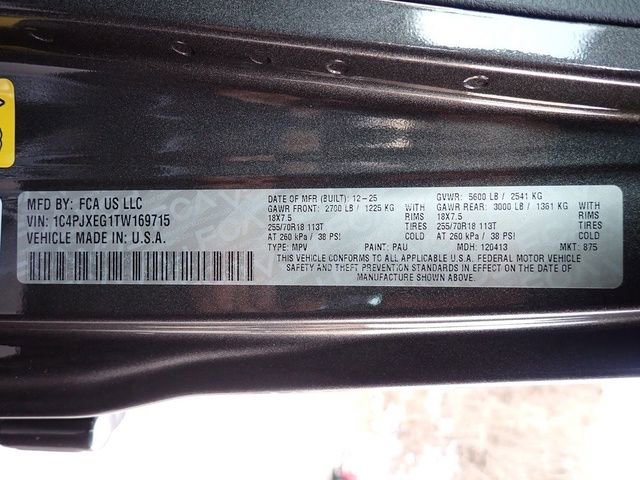 MFD BY: FCA US LLC
VIN: 1C4PJXEG1TW169715
VEHICLE MADE IN: U.S.A.
DATE OF MFR (BUILT): 12-25 GVWR: 5600 LB / 2541 KG
GAWR FRONT: 2700 LB / 1225 KG WITH GAWR REAR: 3000 LB / 1361 KG WITH
18X7.5 RIMS 18X7.5 RIMS
255/70R18 113T TIRES 255/70R18 113T TIRES
AT 260 kPa / 38 PSI COLD AT 260 kPa / 38 PSI COLD
TYPE: MPV PAINT: PAU MDH: 120413 MKT: 875
THIS VEHICLE CONFORMS TO ALL APPLICABLE U.S.A. FEDERAL MOTOR VEHICLE
SAFETY AND THEFT PREVENTION STANDARDS IN EFFECT ON THE DATE OF
MANUFACTURE SHOWN ABOVE.